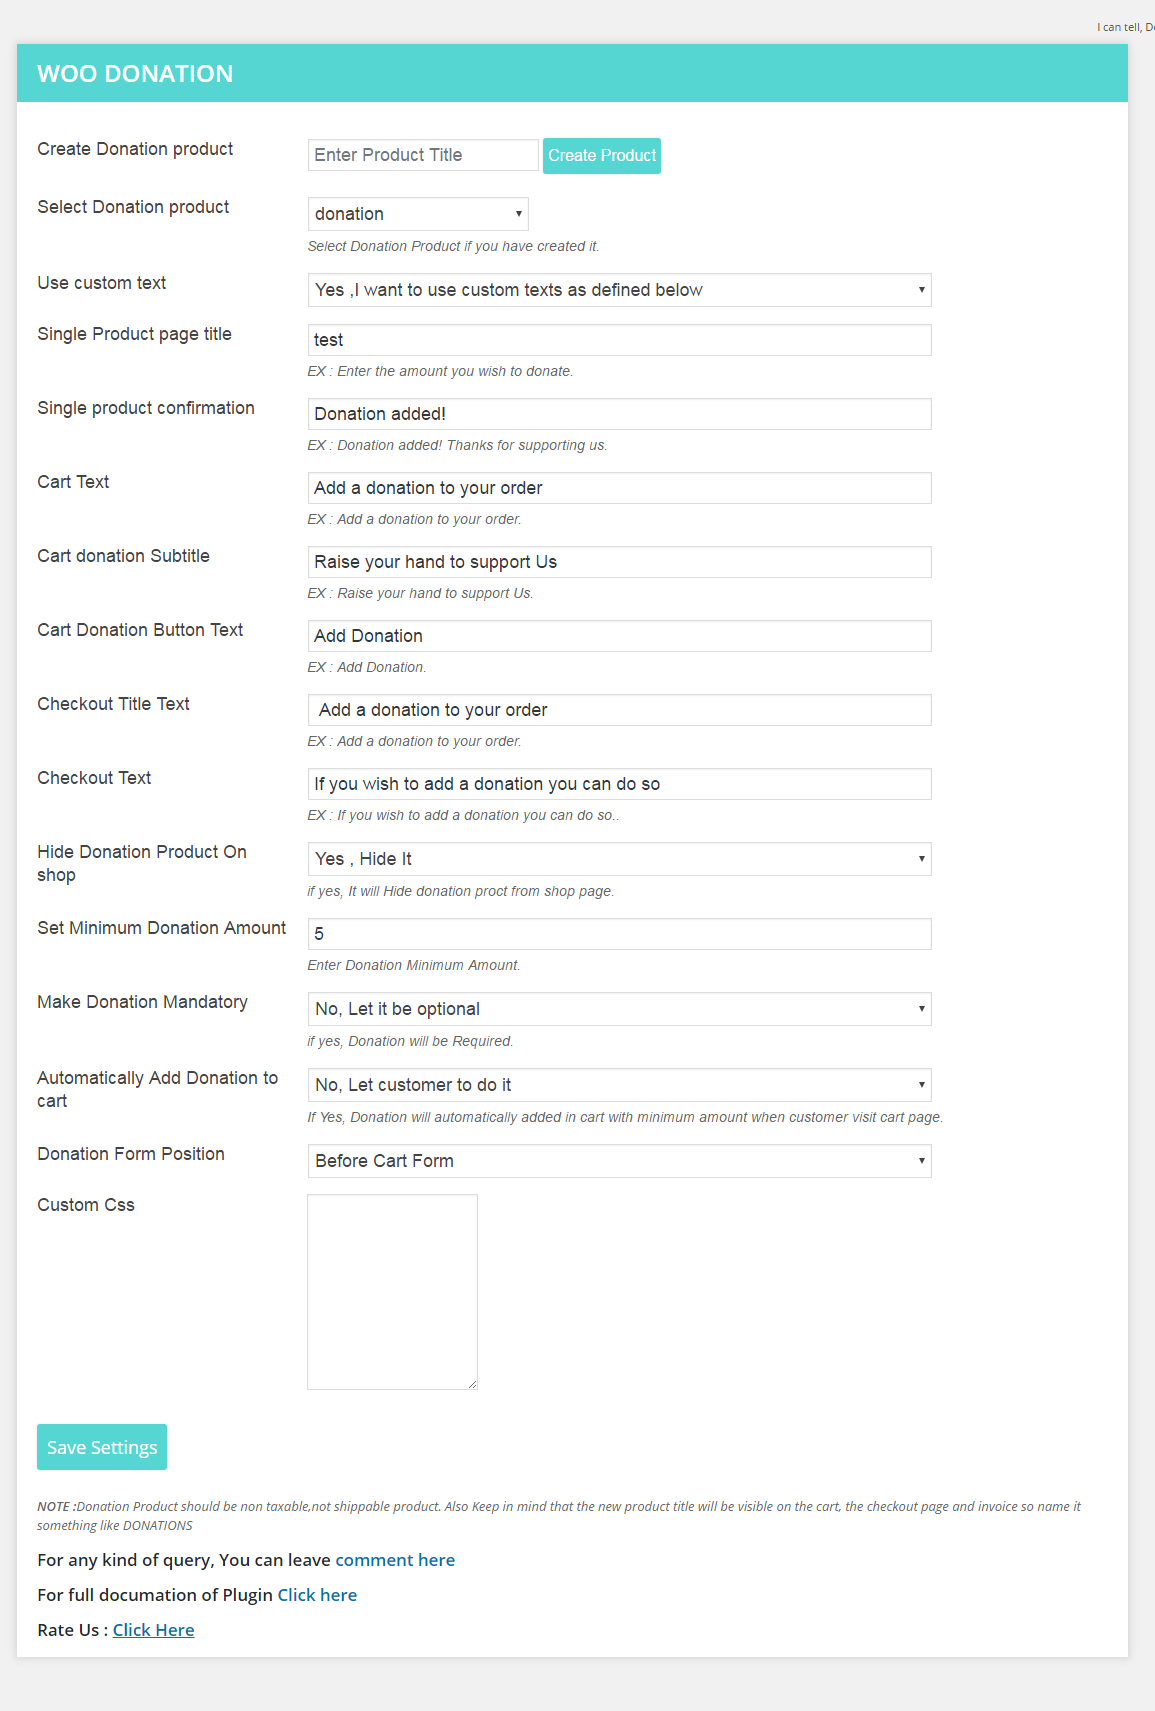 I can tell,
WOO DONATION
Create Donation product
Enter Product Title
Create Product
Select Donation product
donation
Select Donation Product if you have created it.
Use custom text
Yes ,I want to use custom texts as defined below
Single Product page title
test
EX : Enter the amount you wish to donate.
Single product confirmation
Donation added!
EX : Donation added! Thanks for supporting us.
Cart Text
Add a donation to your order
EX : Add a donation to your order.
Cart donation Subtitle
Raise your hand to support Us
EX : Raise your hand to support Us.
Cart Donation Button Text
Add Donation
EX : Add Donation.
Checkout Title Text
Add a donation to your order
EX : Add a donation to your order.
Checkout Text
If you wish to add a donation you can do so
EX : If you wish to add a donation you can do so..
Hide Donation Product On
shop
Yes , Hide It
if yes, It will Hide donation proct from shop page.
Set Minimum Donation Amount
5
Enter Donation Minimum Amount.
Make Donation Mandatory
No, Let it be optional
if yes, Donation will be Required.
Automatically Add Donation to
cart
No, Let customer to do it
If Yes, Donation will automatically added in cart with minimum amount when customer visit cart page.
Donation Form Position
Before Cart Form
Custom Css
Save Settings
NOTE :Donation Product should be non taxable,not shippable product. Also Keep in mind that the new product title will be visible on the cart, the checkout page and invoice so name it
something like DONATIONS
For any kind of query, You can leave comment here
For full documation of Plugin Click here
Rate Us : Click Here